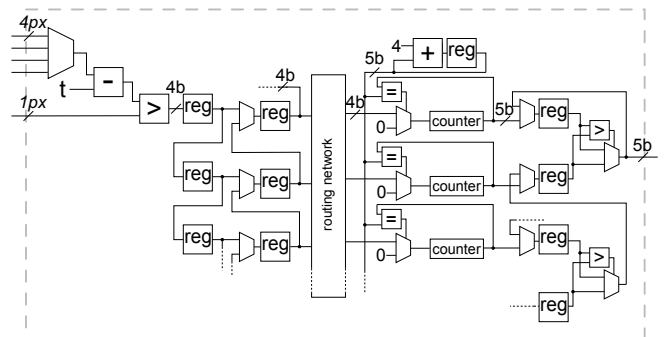 4px
4 + reg
5b
t - 4b
> reg reg
4b
1px
routing network
4b
=
0 counter
5b
reg
>
5b
reg reg
=
0 counter
reg
reg reg
=
0 counter
reg
>
reg